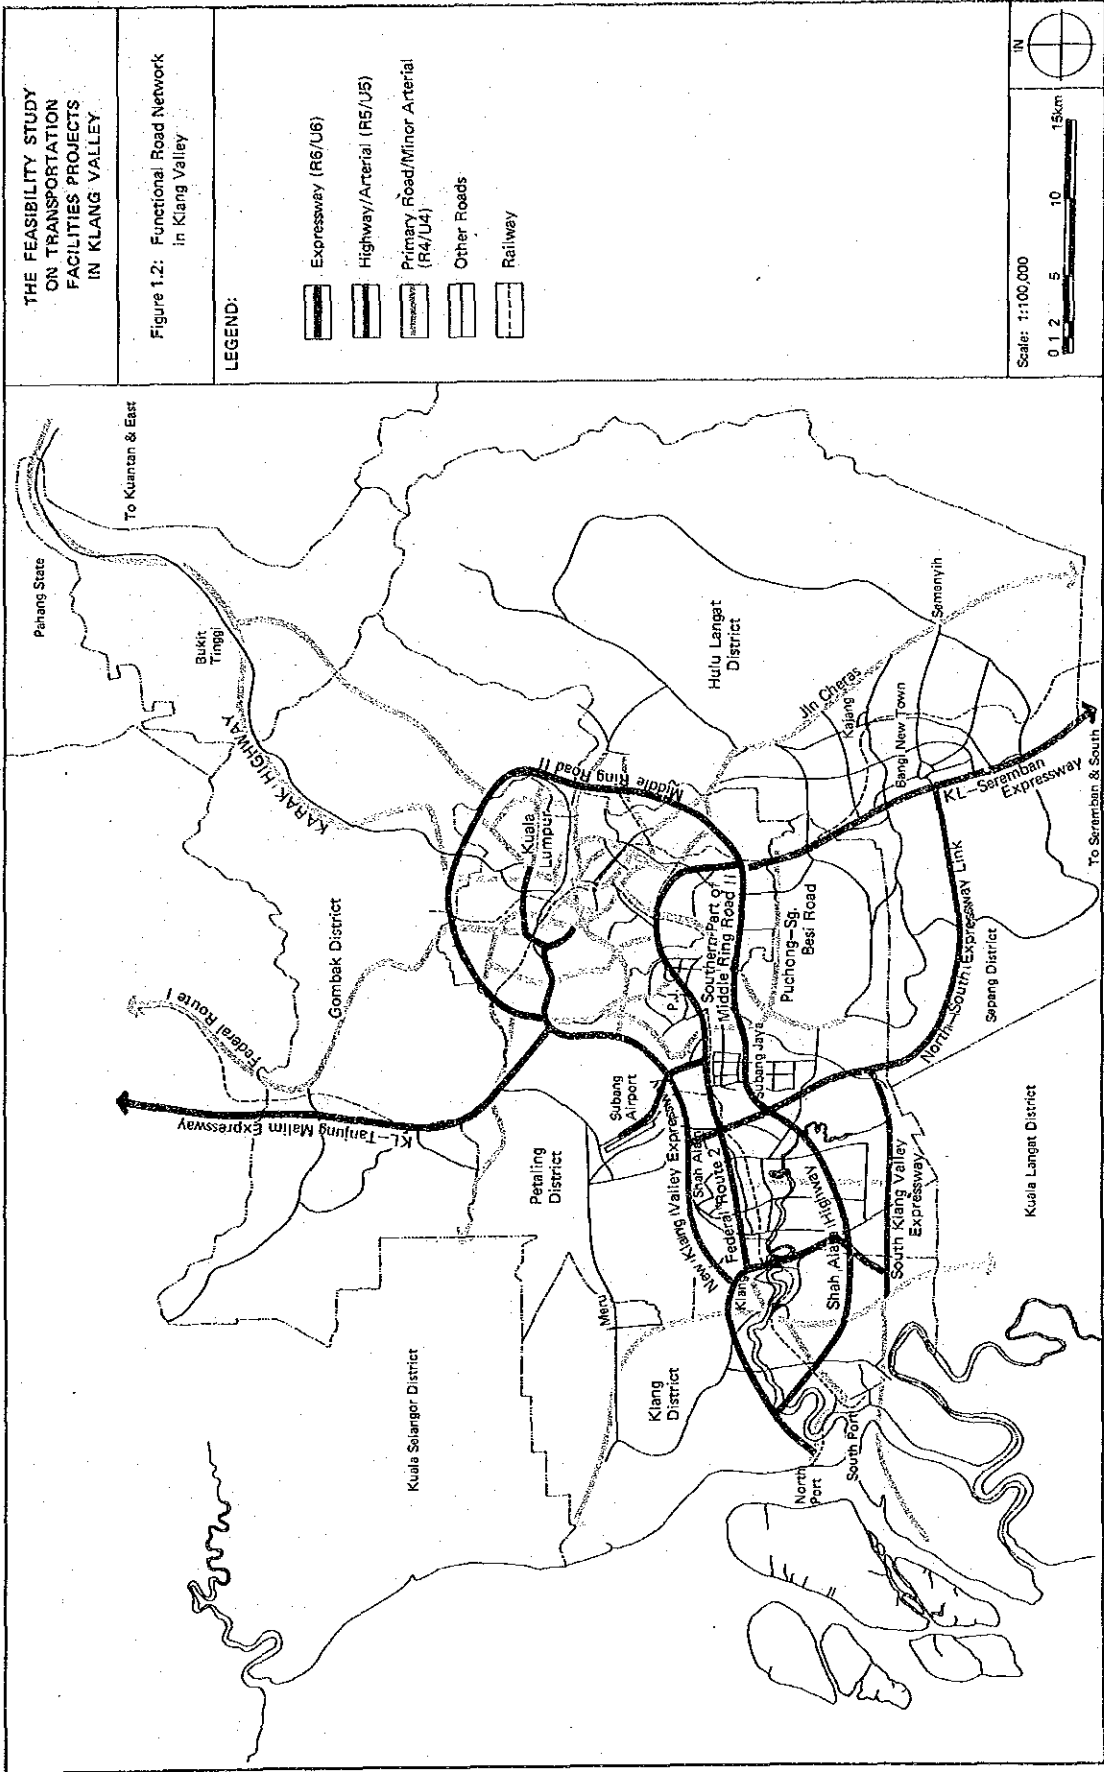 THE FEASIBILITY STUDY
ON TRANSPORTATION
FACILITIES PROJECTS
IN KLANG VALLEY
Figure 1.2: Functional Road Network
in Klang Valley
LEGEND:
Expressway (R6/U6)
Highway/Arterial (R5/U5)
Primary Road/Minor Arterial
(R4/U4)
Other Roads
Railway
Scale: 1:100,000
0 1 2 5 10 15km
N
Pahang State
To Kuantan & East
Bukit
Tinggi
KARAK HIGHWAY
Federal Route 1
Gombak District
KL-Tanjung Malim Expressway
Kuala Selangor District
Petaling
District
Kuala
Lumpur
Middle Ring Road II
Hulu Langat
District
Jln Cheras
Kajang
Semenyih
Bangi New Town
KL-Seremban
Expressway
To Seremban & South
Subang
Airport
P.J.
Southern Part of
Middle Ring Road II
Puchong-Sg.
Besi Road
Subang Jaya
North-South Expressway Link
Sepang District
New Klang Valley Expressway
Shah Alam
Federal Route 2
Shah Alam Highway
South Klang Valley
Expressway
Kuala Langat District
Meru
Klang
Klang
District
North
Port
South Port